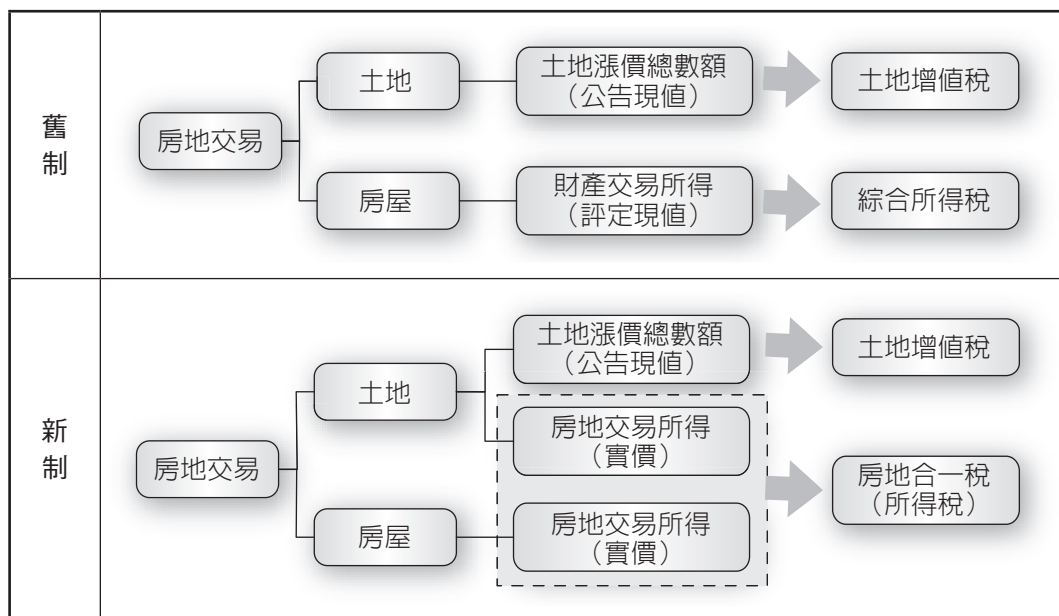 舊
制
房地交易
土地
土地漲價總數額
（公告現值）
土地增值稅
房屋
財產交易所得
（評定現值）
綜合所得稅
新
制
房地交易
土地
土地漲價總數額
（公告現值）
土地增值稅
房地交易所得
（實價）
房屋
房地交易所得
（實價）
房地合一稅
（所得稅）